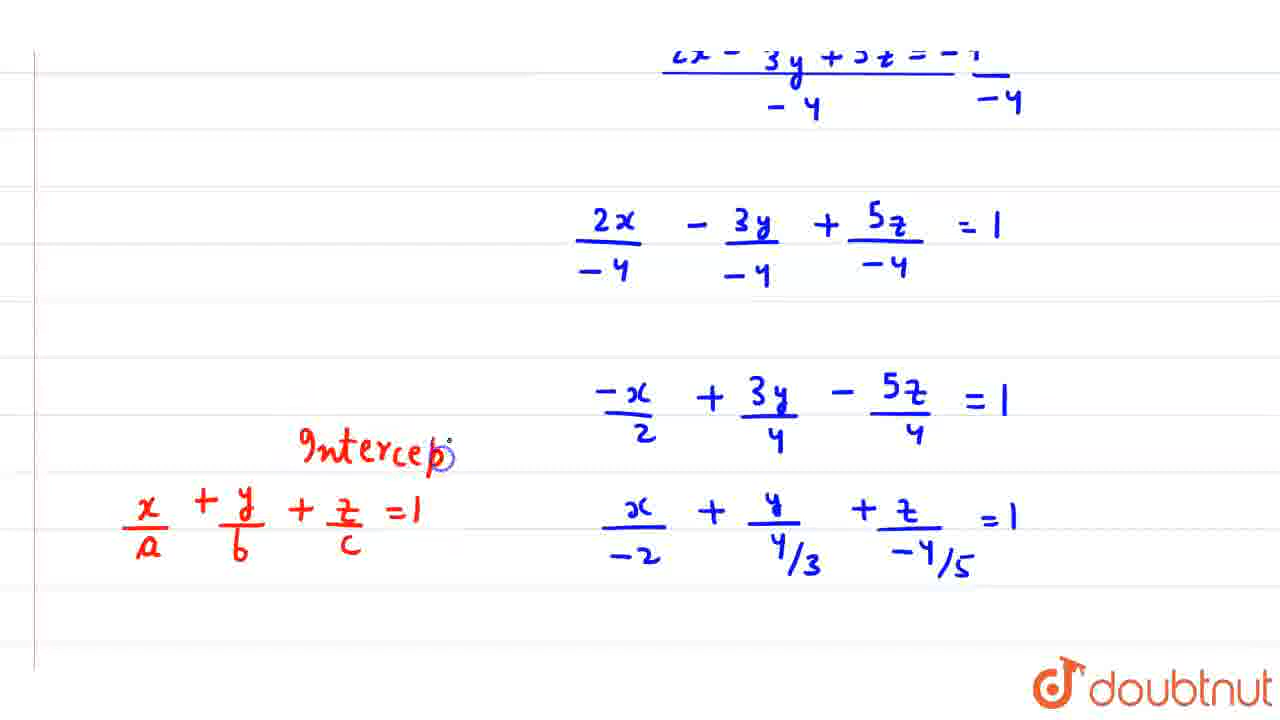 2x - 3y + 5z = -4
-4 -4
2x/-4 - 3y/-4 + 5z/-4 = 1
-x/2 + 3y/4 - 5z/4 = 1
Intercep
x/a + y/b + z/c = 1
x/-2 + y/4/3 + z/-4/5 = 1
doubtnut